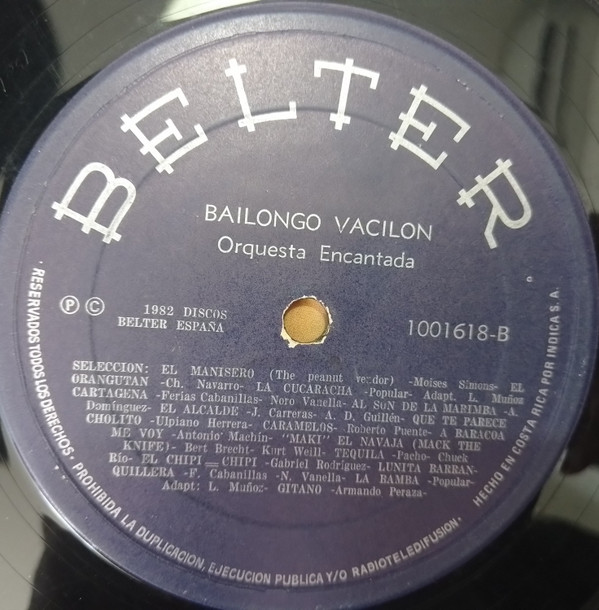 BELTER
BAILONGO VACILON
Orquesta Encantada
Ⓟ © 1982 DISCOS
BELTER ESPAÑA
1001618-B
SELECCION: EL MANISERO (The peanut vendor) -Moises Simons- EL
ORANGUTAN -Ch. Navarro- LA CUCARACHA -Popular- Adapt. L. Muñoz
CARTAGENA -Ferias Cabanillas- Noro Vanella- AL SON DE LA MARIMBA -A.
Domínguez- EL ALCALDE -J. Carreras- A. D. Guillén- QUE TE PARECE
CHOLITO -Ulpiano Herrera- CARAMELOS- Roberto Puente- A BARACOA
ME VOY -Antonio Machín- "MAKI" EL NAVAJA (MACK THE
KNIFE)- Bert Brecht- Kurt Weill- TEQUILA -Pacho- Chuck
Río- EL CHIPI = CHIPI -Gabriel Rodríguez- LUNITA BARRAN-
QUILLERA -F. Cabanillas -N. Vanella- LA BAMBA -Popular-
Adapt: L. Muñoz- GITANO -Armando Peraza-
· RESERVADOS TODOS LOS DERECHOS · PROHIBIDA LA DUPLICACION, EJECUCION PUBLICA Y/O RADIOTELEDIFUSION · HECHO EN COSTA RICA POR INDICA S.A.